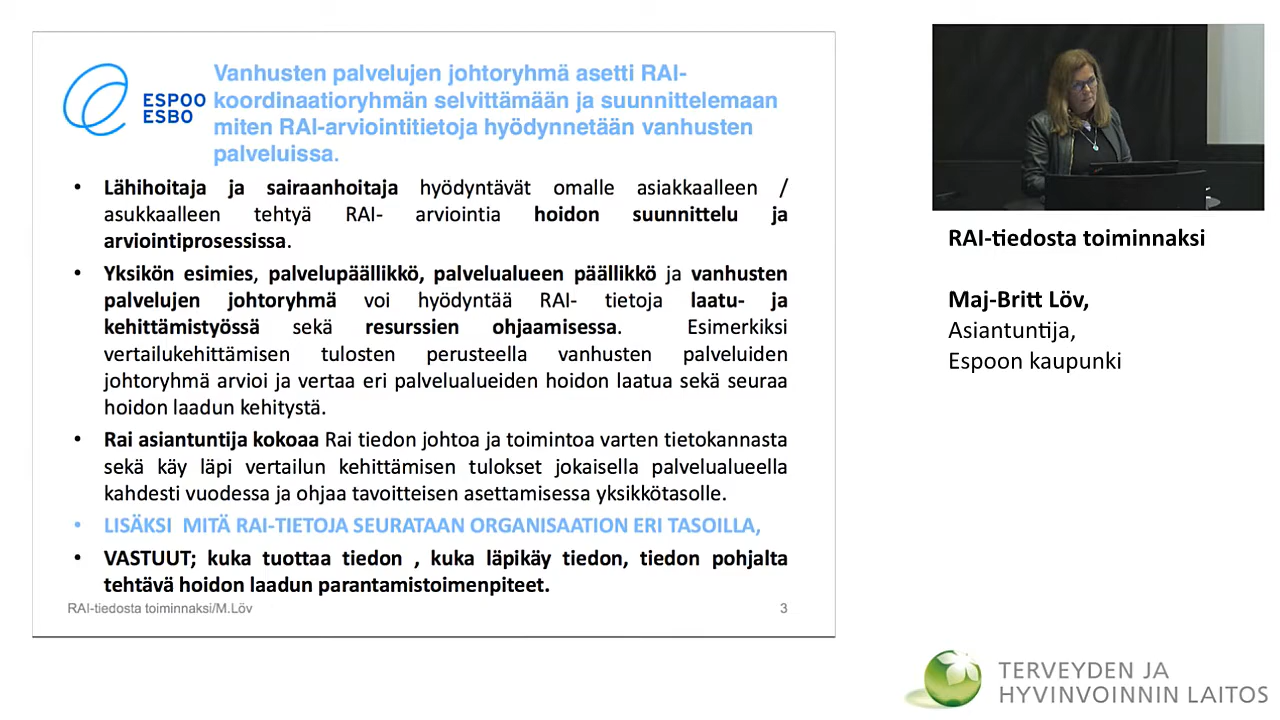 ESPOO
ESBO
Vanhusten palvelujen johtoryhmä asetti RAI-
koordinaatioryhmän selvittämään ja suunnittelemaan
miten RAI-arviointitietoja hyödynnetään vanhusten
palveluissa.
• Lähihoitaja ja sairaanhoitaja hyödyntävät omalle asiakkaalleen /
asukkaalleen tehtyä RAI- arviointia hoidon suunnittelu ja
arviointiprosessissa.
• Yksikön esimies, palvelupäällikkö, palvelualueen päällikkö ja vanhusten
palvelujen johtoryhmä voi hyödyntää RAI- tietoja laatu- ja
kehittämistyössä sekä resurssien ohjaamisessa. Esimerkiksi
vertailukehittämisen tulosten perusteella vanhusten palveluiden
johtoryhmä arvioi ja vertaa eri palvelualueiden hoidon laatua sekä seuraa
hoidon laadun kehitystä.
• Rai asiantuntija kokoaa Rai tiedon johtoa ja toimintoa varten tietokannasta
sekä käy läpi vertailun kehittämisen tulokset jokaisella palvelualueella
kahdesti vuodessa ja ohjaa tavoitteisen asettamisessa yksikkötasolle.
• LISÄKSI MITÄ RAI-TIETOJA SEURATAAN ORGANISAATION ERI TASOILLA,
• VASTUUT; kuka tuottaa tiedon , kuka läpikäy tiedon, tiedon pohjalta
tehtävä hoidon laadun parantamistoimenpiteet.
RAI-tiedosta toiminnaksi/M.Löv 3
RAI-tiedosta toiminnaksi
Maj-Britt Löv,
Asiantuntija,
Espoon kaupunki
TERVEYDEN JA
HYVINVOINNIN LAITOS